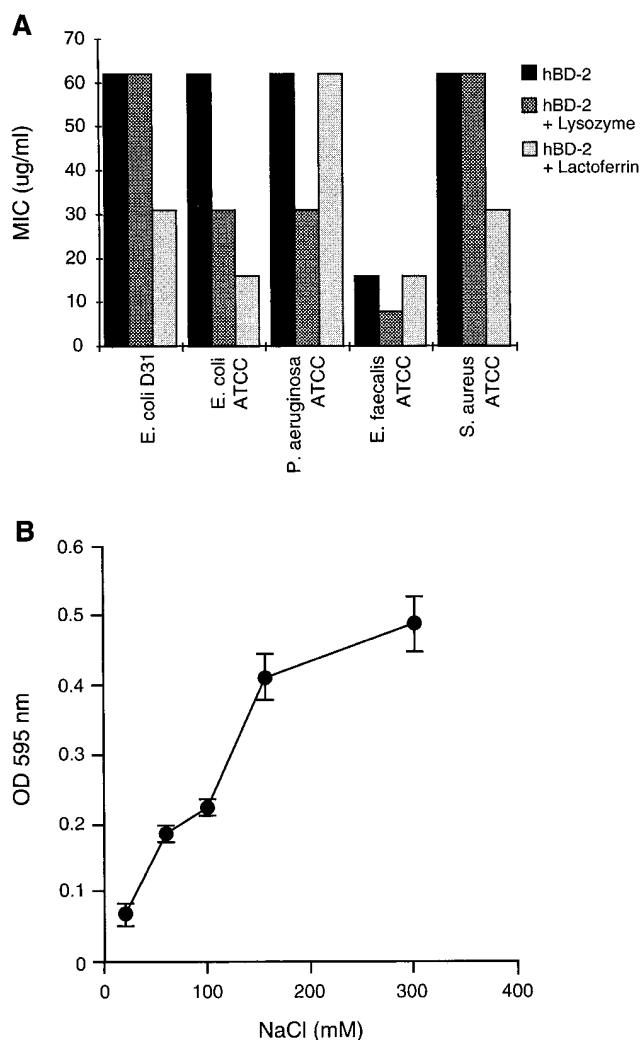 A
MIC (ug/ml)
70
60
50
40
30
20
10
0
hBD-2
hBD-2
+ Lysozyme
hBD-2
+ Lactoferrin
E. coli D31
E. coli
ATCC
P. aeruginosa
ATCC
E. faecalis
ATCC
S. aureus
ATCC
B
OD 595 nm
0.6
0.5
0.4
0.3
0.2
0.1
0
0
100
200
300
400
NaCl (mM)